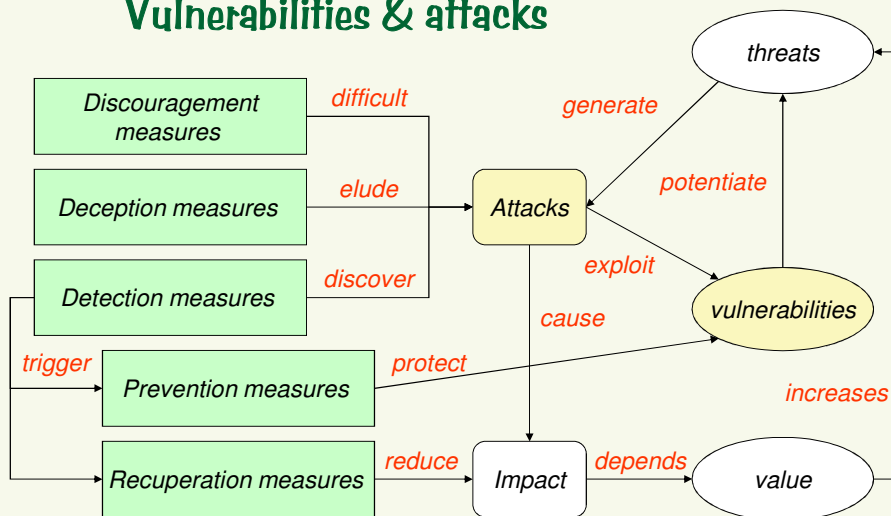 Vulnerabilities & attacks
threats
Discouragement
measures
difficult
generate
Deception measures
elude
Attacks
potentiate
exploit
Detection measures
discover
vulnerabilities
cause
trigger
Prevention measures
protect
increases
Recuperation measures
reduce
Impact
depends
value